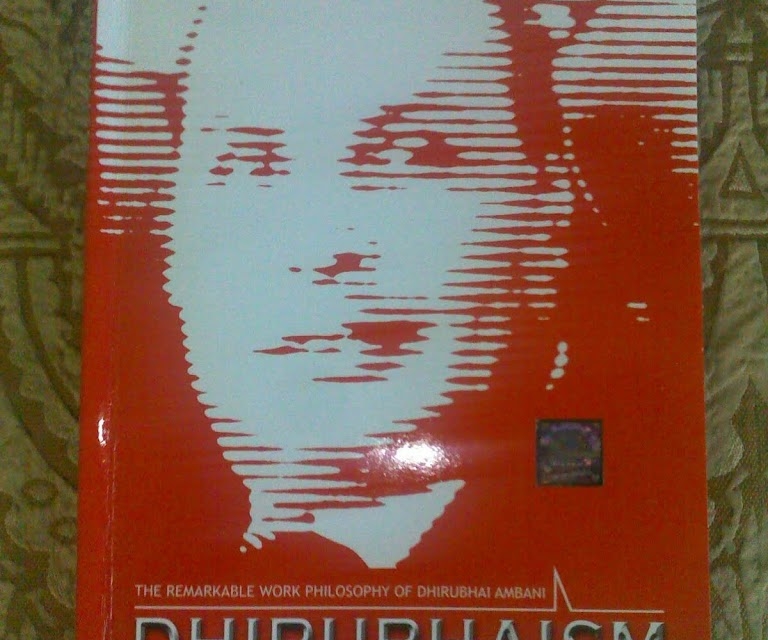 THE REMARKABLE WORK PHILOSOPHY OF DHIRUBHAI AMBANI
DHIRUBHAISM